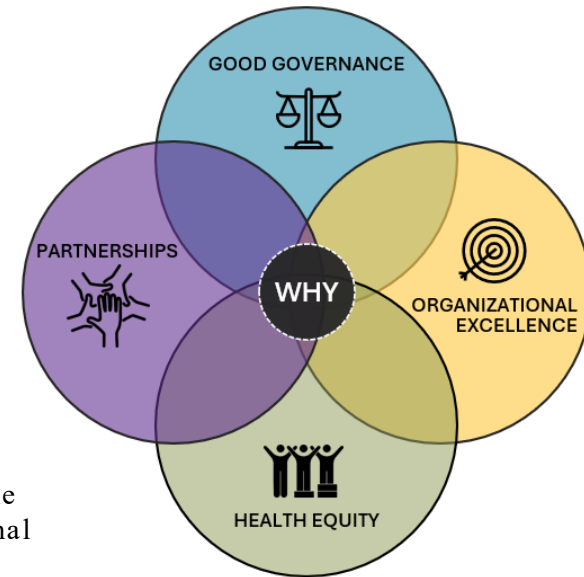 GOOD GOVERNANCE
PARTNERSHIPS
WHY
ORGANIZATIONAL
EXCELLENCE
HEALTH EQUITY